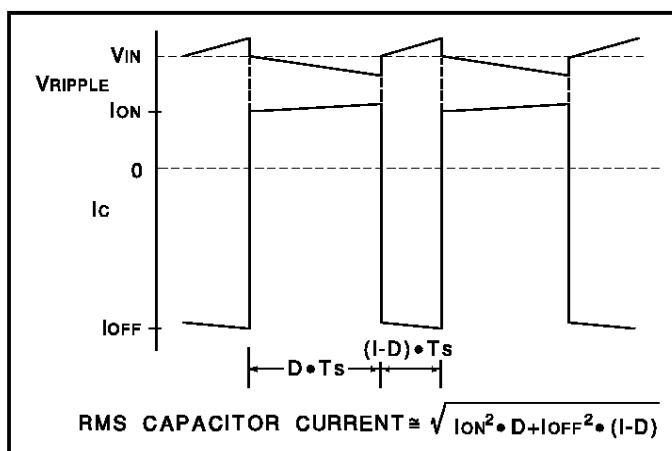 VIN
VRIPPLE
ION
0
IC
IOFF
(I-D)•TS
D•TS
RMS CAPACITOR CURRENT ≅ √ION²•D+IOFF²•(I-D)